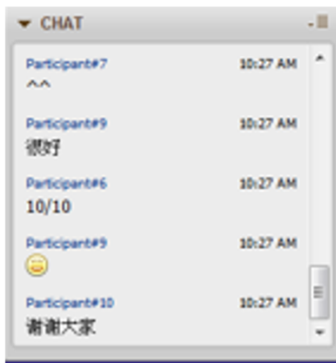 CHAT
Participant#7 10:27 AM
^^
Participant#9 10:27 AM
很好
Participant#6 10:27 AM
10/10
Participant#9 10:27 AM
Participant#10 10:27 AM
谢谢大家